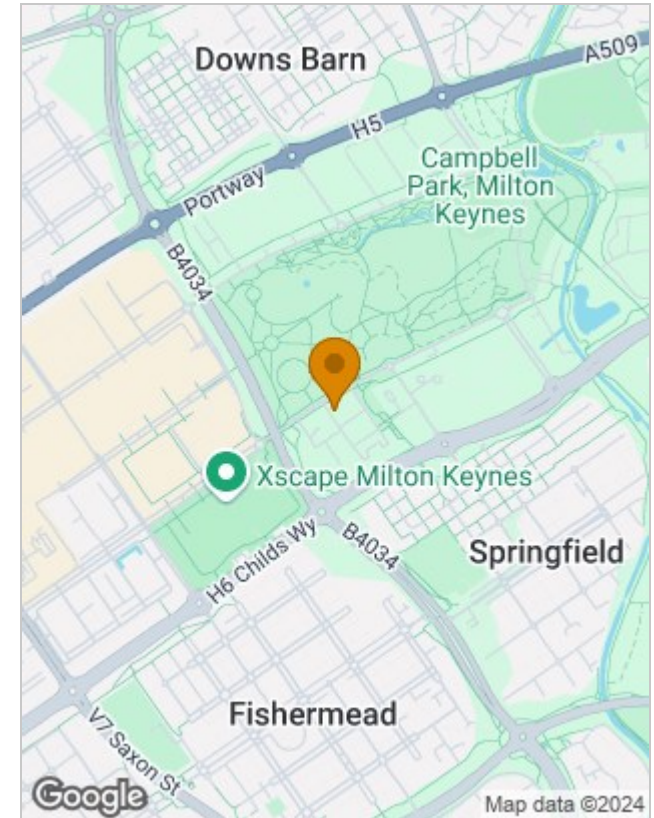 Downs Barn
A509
H5
Portway
Campbell
Park, Milton
Keynes
B4034
Xscape Milton Keynes
H6 Childs Wy
B4034
Springfield
Fishermead
V7 Saxon St
Google
Map data ©2024